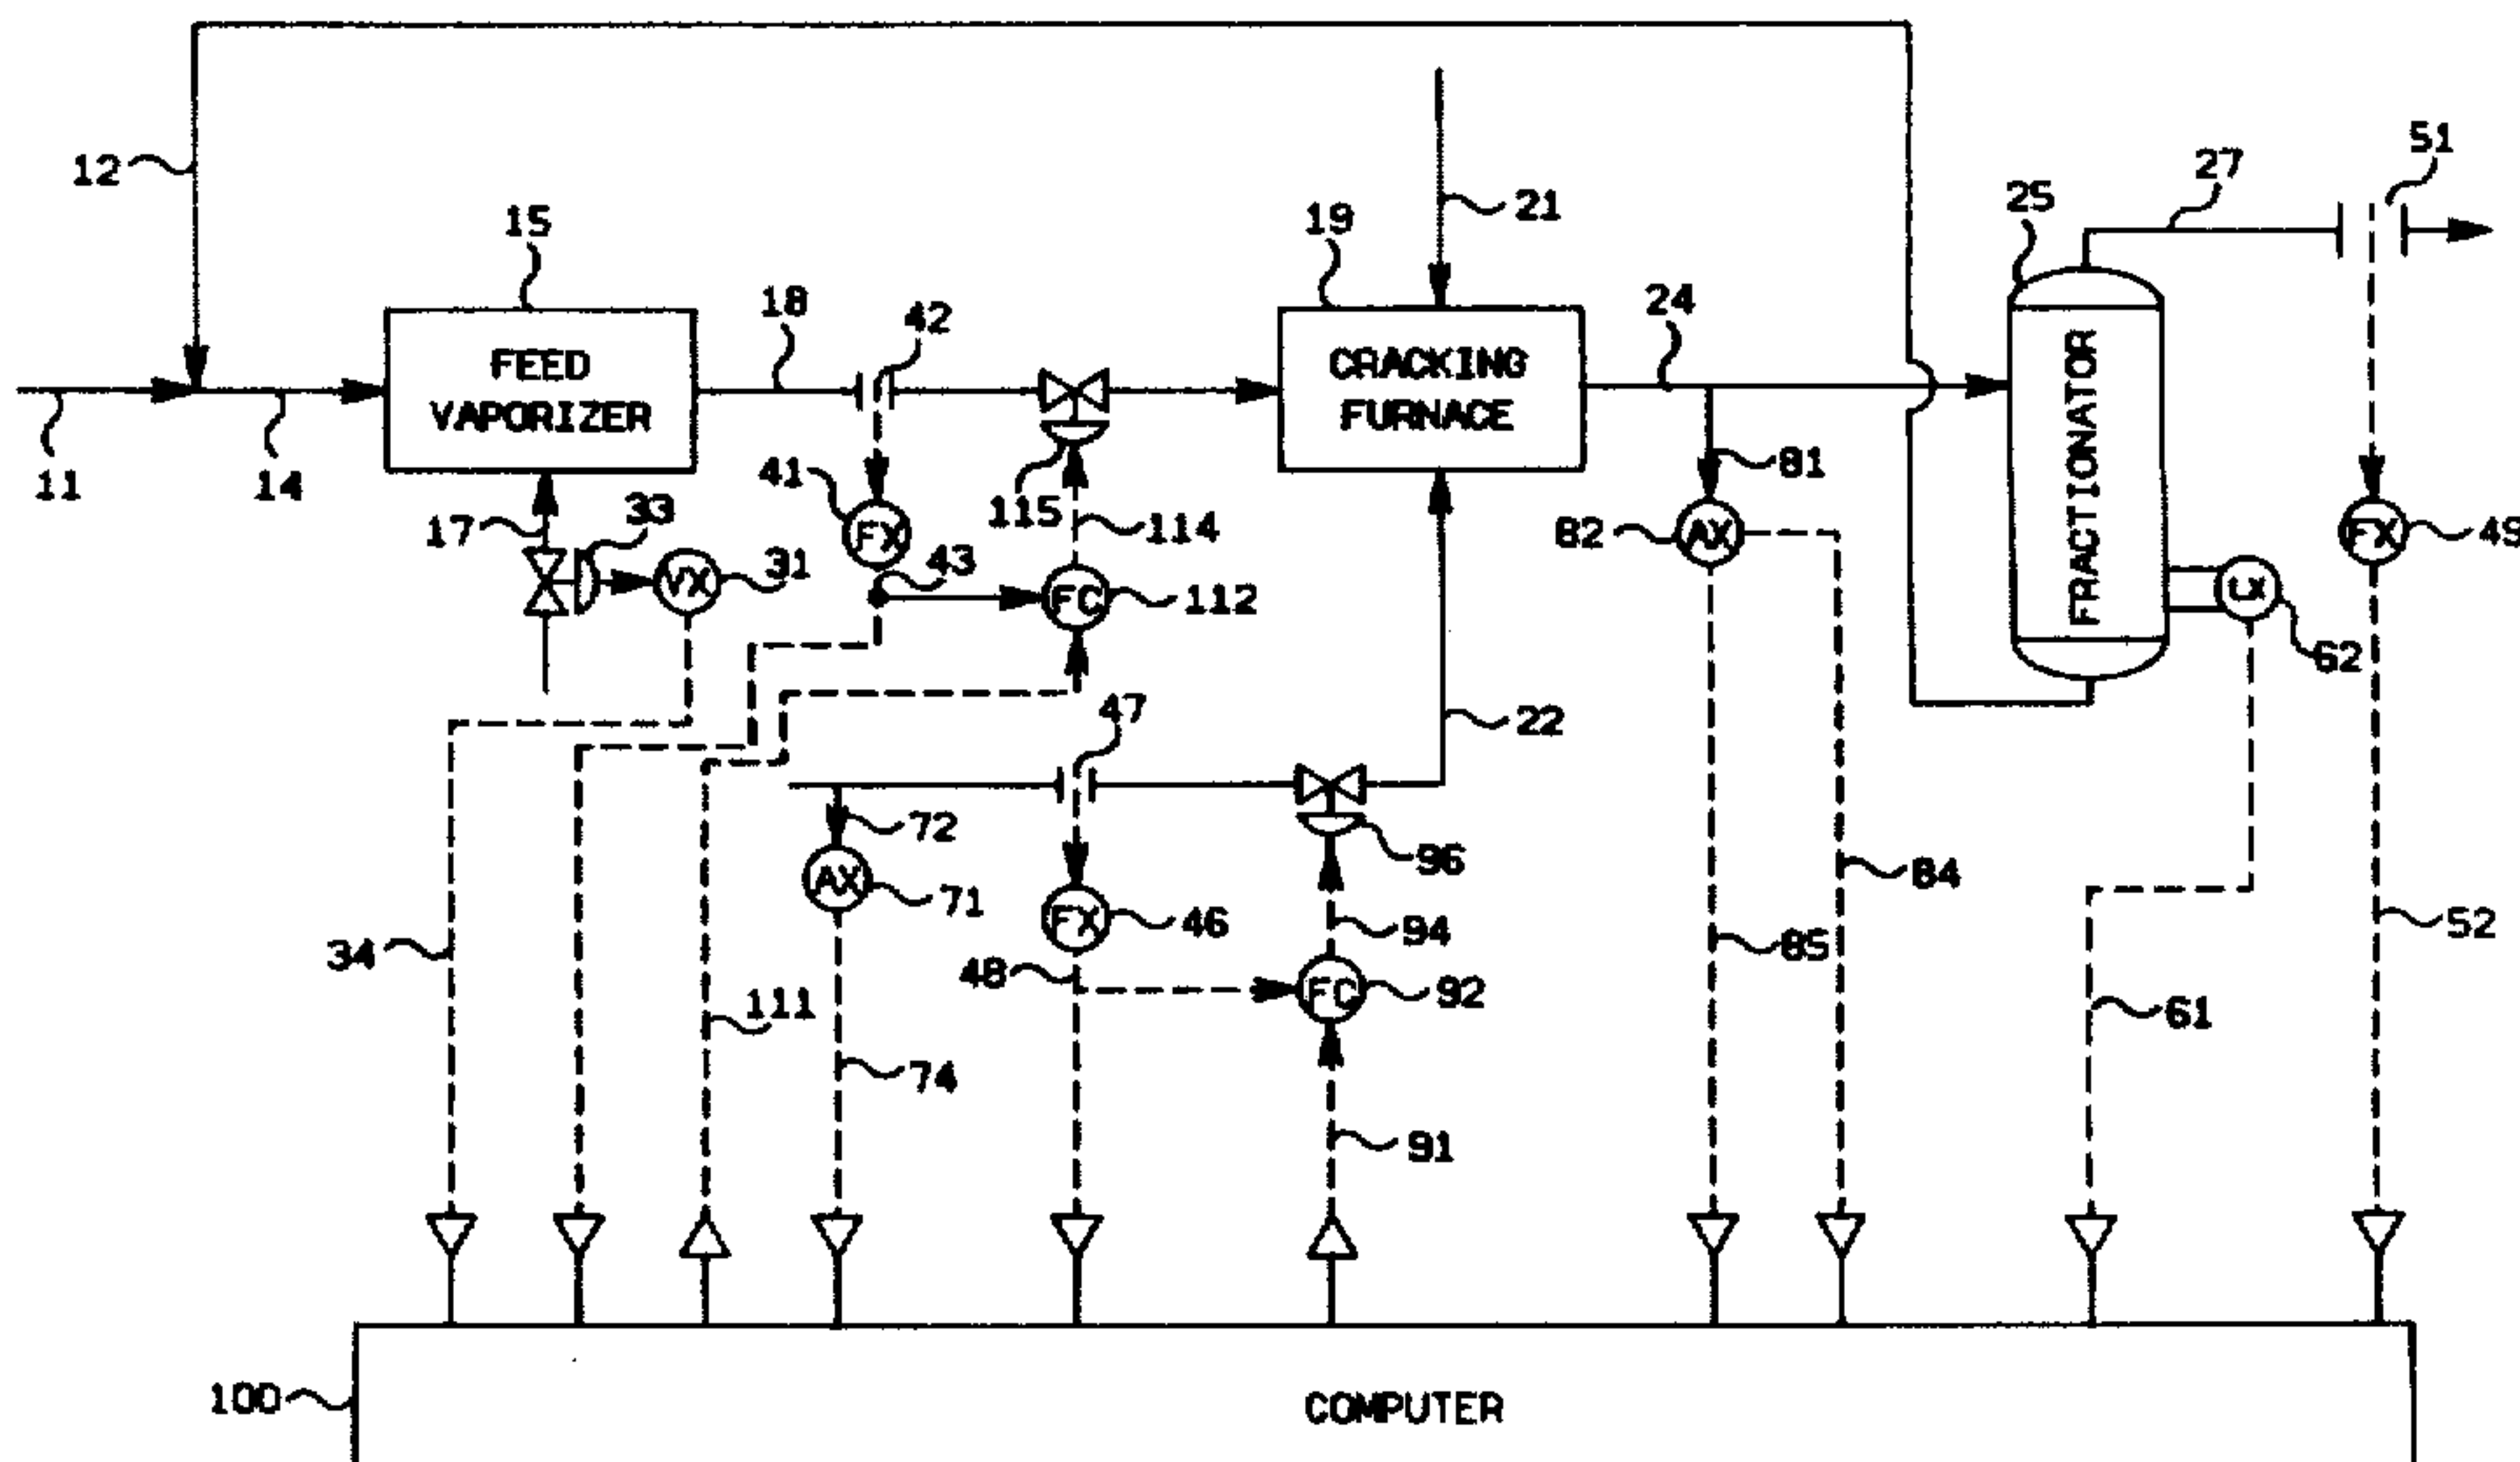 12
15
18
42
19
21
24
25
27
51
FEED
VAPORIZER
CRACKING
FURNACE
FRACTIONATOR
11
14
17
33
VX
31
41
FX
43
115
114
FC
112
81
82
AX
FX
49
LX
62
47
22
72
AX
71
FX
46
96
94
48
FC
92
34
111
74
91
85
84
61
52
100
COMPUTER